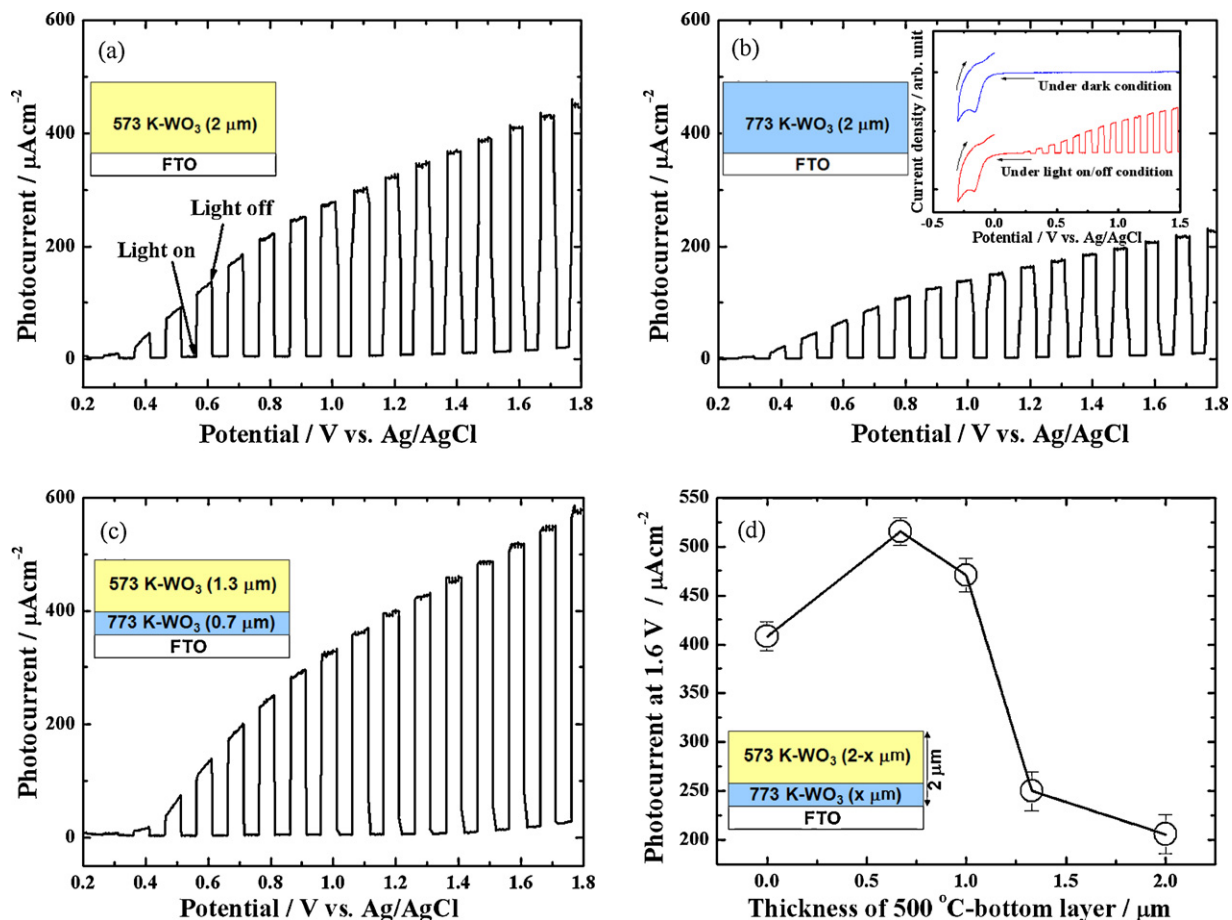 (a)
600
400
200
0
Photocurrent / μAcm⁻²
573 K-WO₃ (2 μm)
FTO
Light on
Light off
0.2 0.4 0.6 0.8 1.0 1.2 1.4 1.6 1.8
Potential / V vs. Ag/AgCl
(b)
600
400
200
0
Photocurrent / μAcm⁻²
773 K-WO₃ (2 μm)
FTO
Current density / arb. unit
Under dark condition
Under light on/off condition
-0.5 0.0 0.5 1.0 1.5
Potential / V vs. Ag/AgCl
0.2 0.4 0.6 0.8 1.0 1.2 1.4 1.6 1.8
Potential / V vs. Ag/AgCl
(c)
600
400
200
0
Photocurrent / μAcm⁻²
573 K-WO₃ (1.3 μm)
773 K-WO₃ (0.7 μm)
FTO
0.2 0.4 0.6 0.8 1.0 1.2 1.4 1.6 1.8
Potential / V vs. Ag/AgCl
(d)
550
500
450
400
350
300
250
200
Photocurrent at 1.6 V / μAcm⁻²
573 K-WO₃ (2-x μm)
773 K-WO₃ (x μm)
FTO
2 μm
0.0 0.5 1.0 1.5 2.0
Thickness of 500 °C-bottom layer / μm